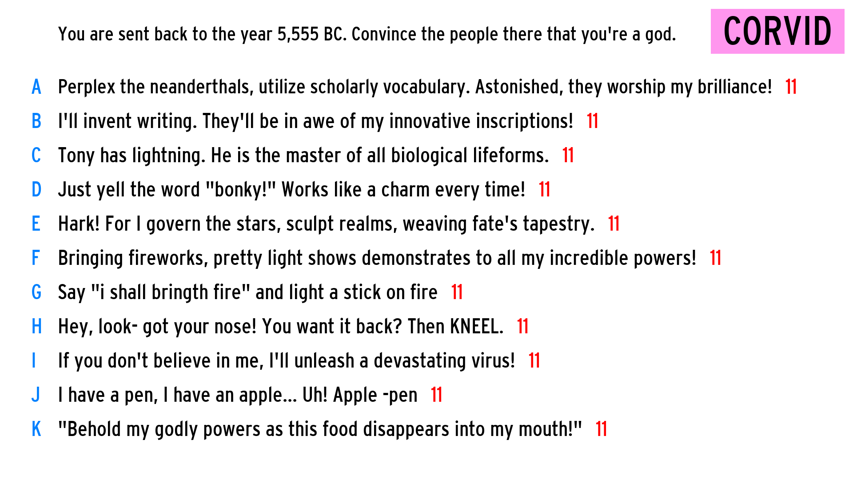 You are sent back to the year 5,555 BC. Convince the people there that you're a god.
CORVID
A Perplex the neanderthals, utilize scholarly vocabulary. Astonished, they worship my brilliance! 11
B I'll invent writing. They'll be in awe of my innovative inscriptions! 11
C Tony has lightning. He is the master of all biological lifeforms. 11
D Just yell the word "bonky!" Works like a charm every time! 11
E Hark! For I govern the stars, sculpt realms, weaving fate's tapestry. 11
F Bringing fireworks, pretty light shows demonstrates to all my incredible powers! 11
G Say "i shall bringth fire" and light a stick on fire 11
H Hey, look- got your nose! You want it back? Then KNEEL. 11
I If you don't believe in me, I'll unleash a devastating virus! 11
J I have a pen, I have an apple... Uh! Apple -pen 11
K "Behold my godly powers as this food disappears into my mouth!" 11